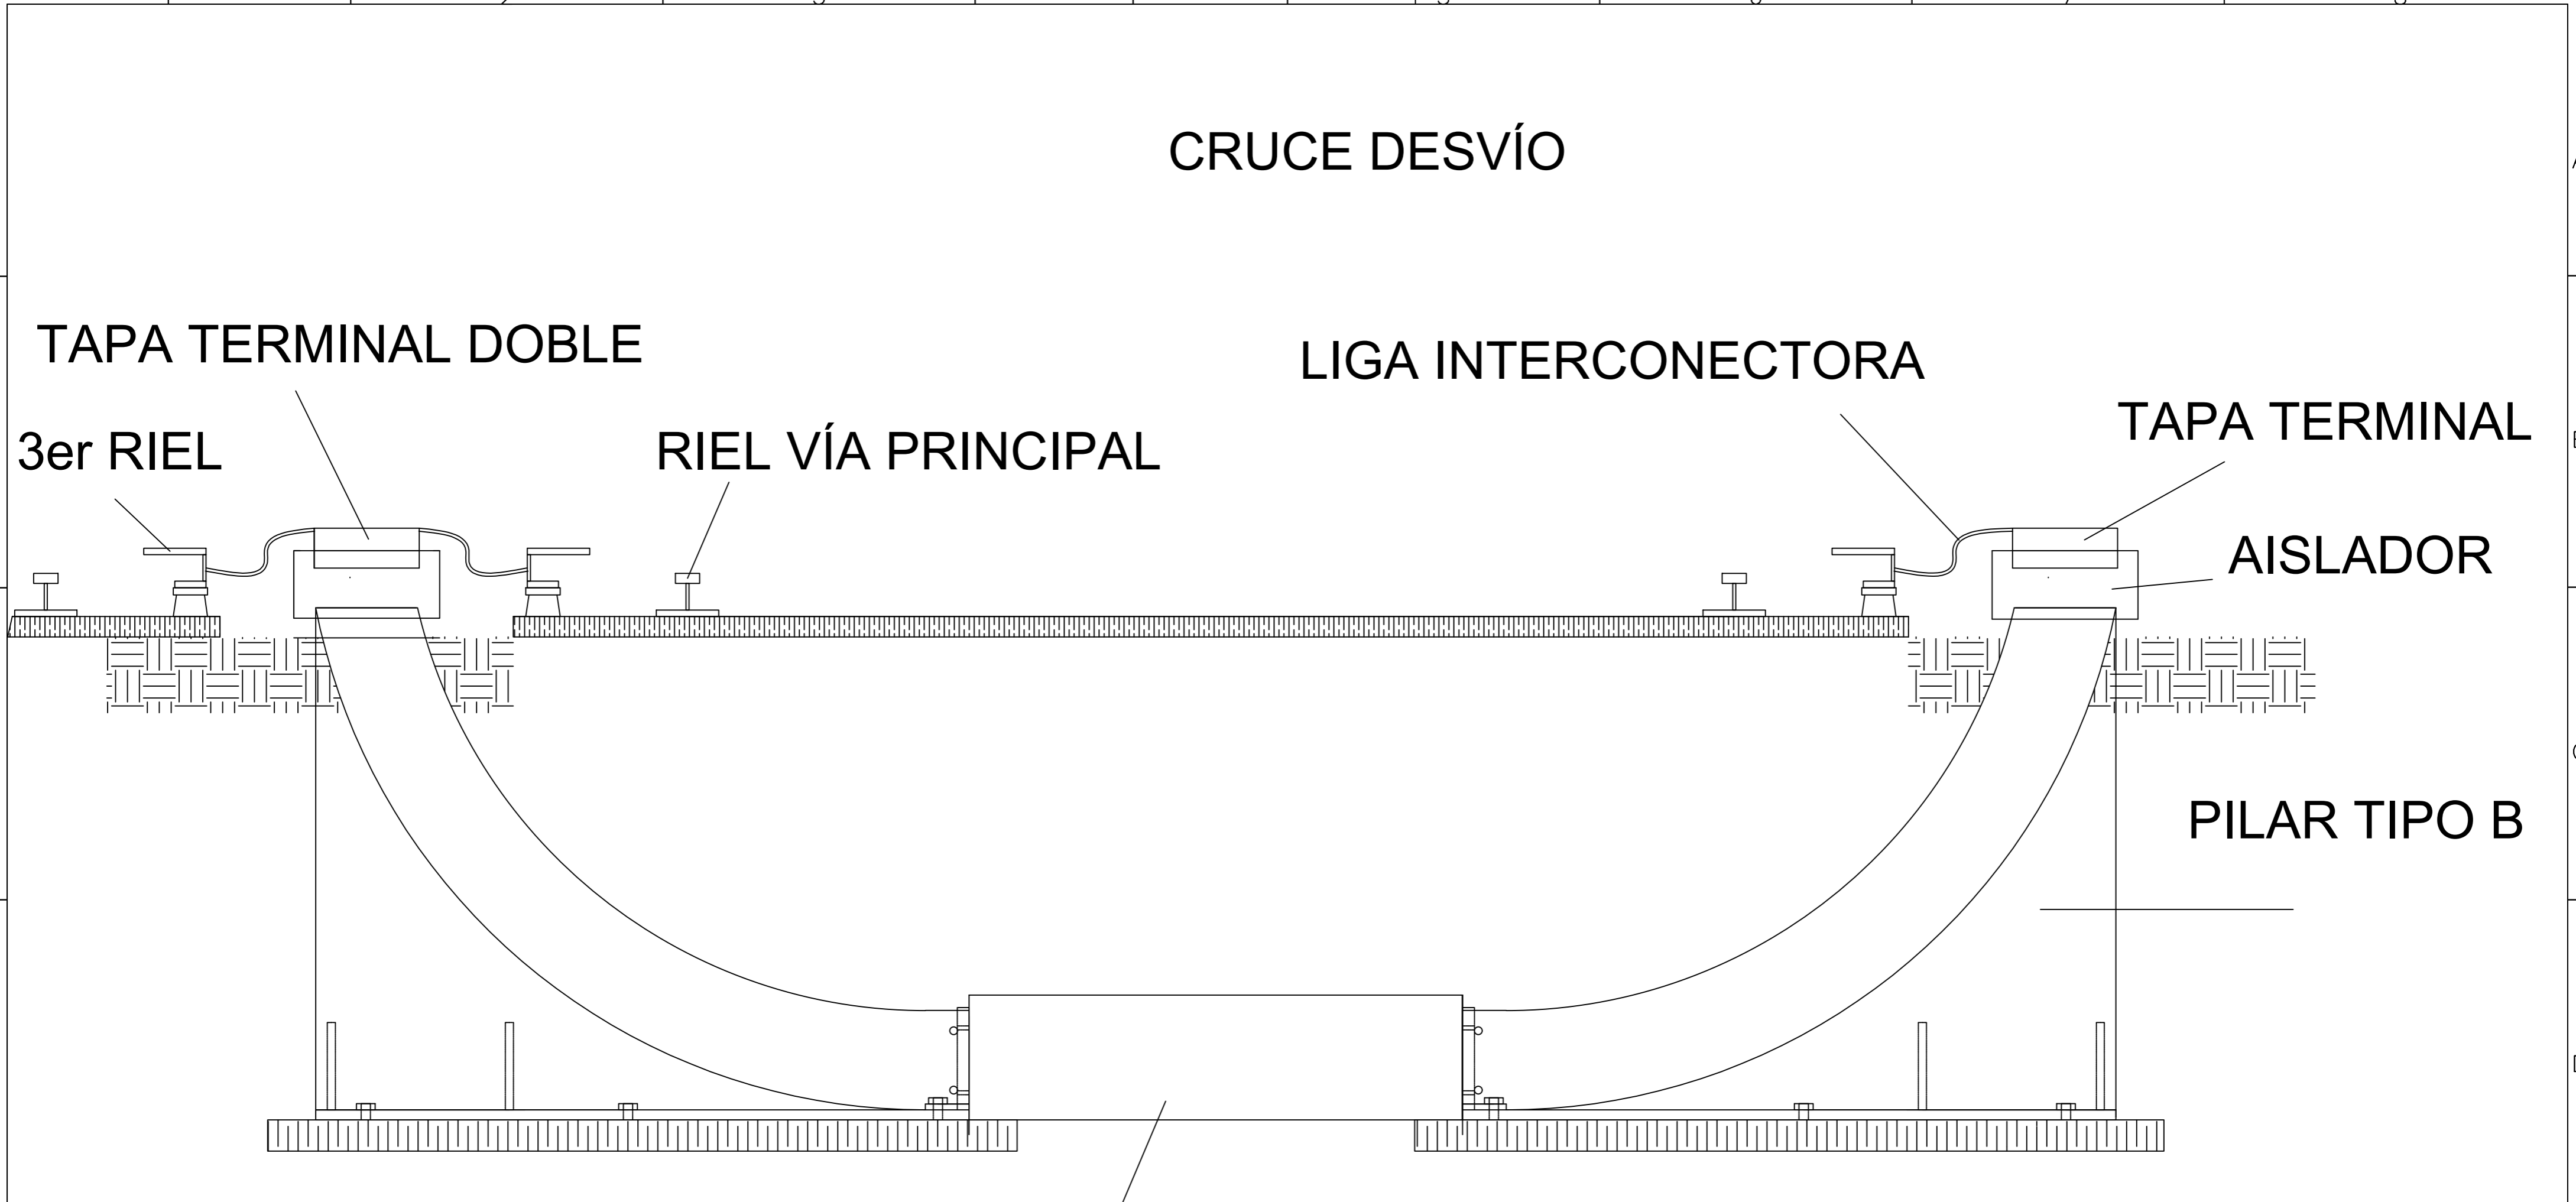 CRUCE DESVÍO
TAPA TERMINAL DOBLE
LIGA INTERCONECTORA
TAPA TERMINAL
3er RIEL
RIEL VÍA PRINCIPAL
AISLADOR
PILAR TIPO B